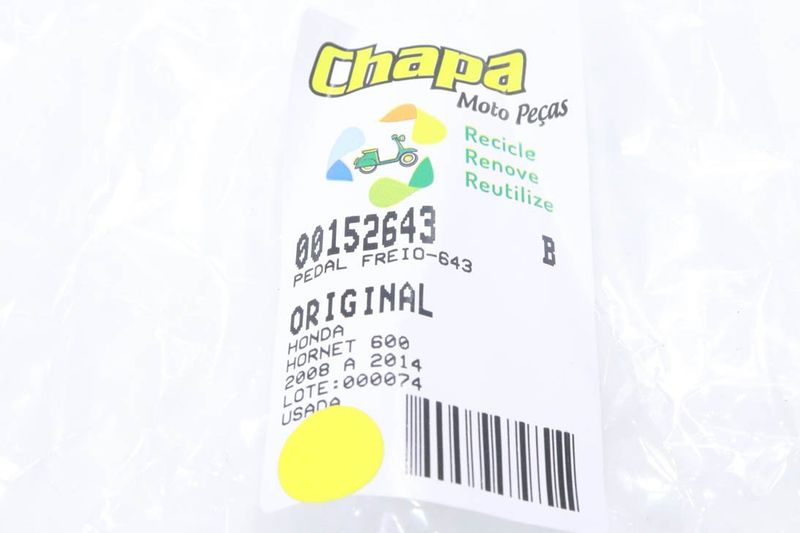 Chapa
Moto Peças
Recicle
Renove
Reutilize
00152643
B
PEDAL FREIO-643
ORIGINAL
HONDA
HORNET 600
2008 A 2014
LOTE:000074
USADA